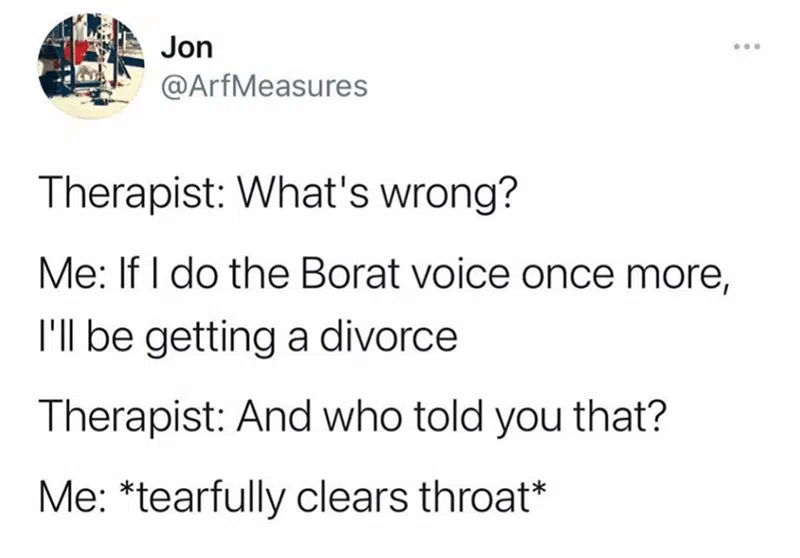 Jon
@ArfMeasures
Therapist: What's wrong?
Me: If I do the Borat voice once more,
I'll be getting a divorce
Therapist: And who told you that?
Me: *tearfully clears throat*